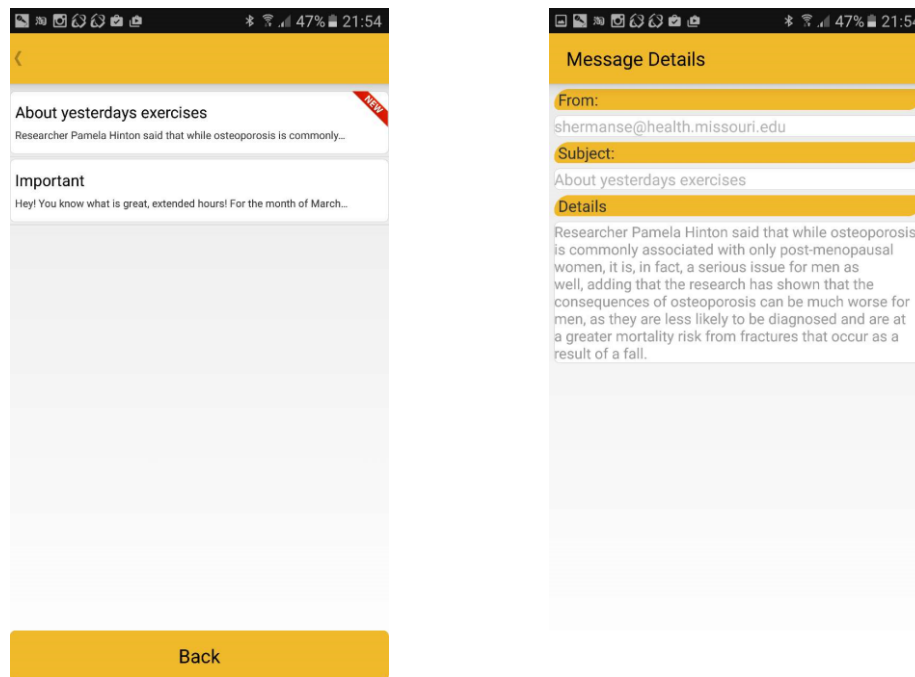 47% 21:54
About yesterdays exercises
NEW
Researcher Pamela Hinton said that while osteoporosis is commonly...
Important
Hey! You know what is great, extended hours! For the month of March...
Back
47% 21:54
Message Details
From:
shermanse@health.missouri.edu
Subject:
About yesterdays exercises
Details
Researcher Pamela Hinton said that while osteoporosis
is commonly associated with only post-menopausal
women, it is, in fact, a serious issue for men as
well, adding that the research has shown that the
consequences of osteoporosis can be much worse for
men, as they are less likely to be diagnosed and are at
a greater mortality risk from fractures that occur as a
result of a fall.